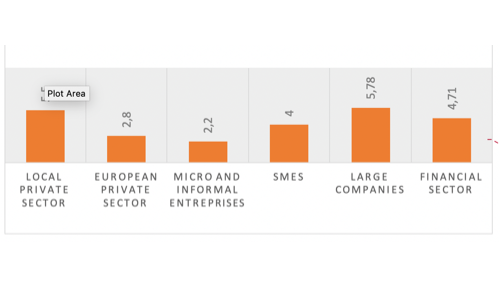 Plot Area
2,8
2,2
4
5,78
4,71
LOCAL PRIVATE SECTOR
EUROPEAN PRIVATE SECTOR
MICRO AND INFORMAL ENTREPRISES
SMES
LARGE COMPANIES
FINANCIAL SECTOR